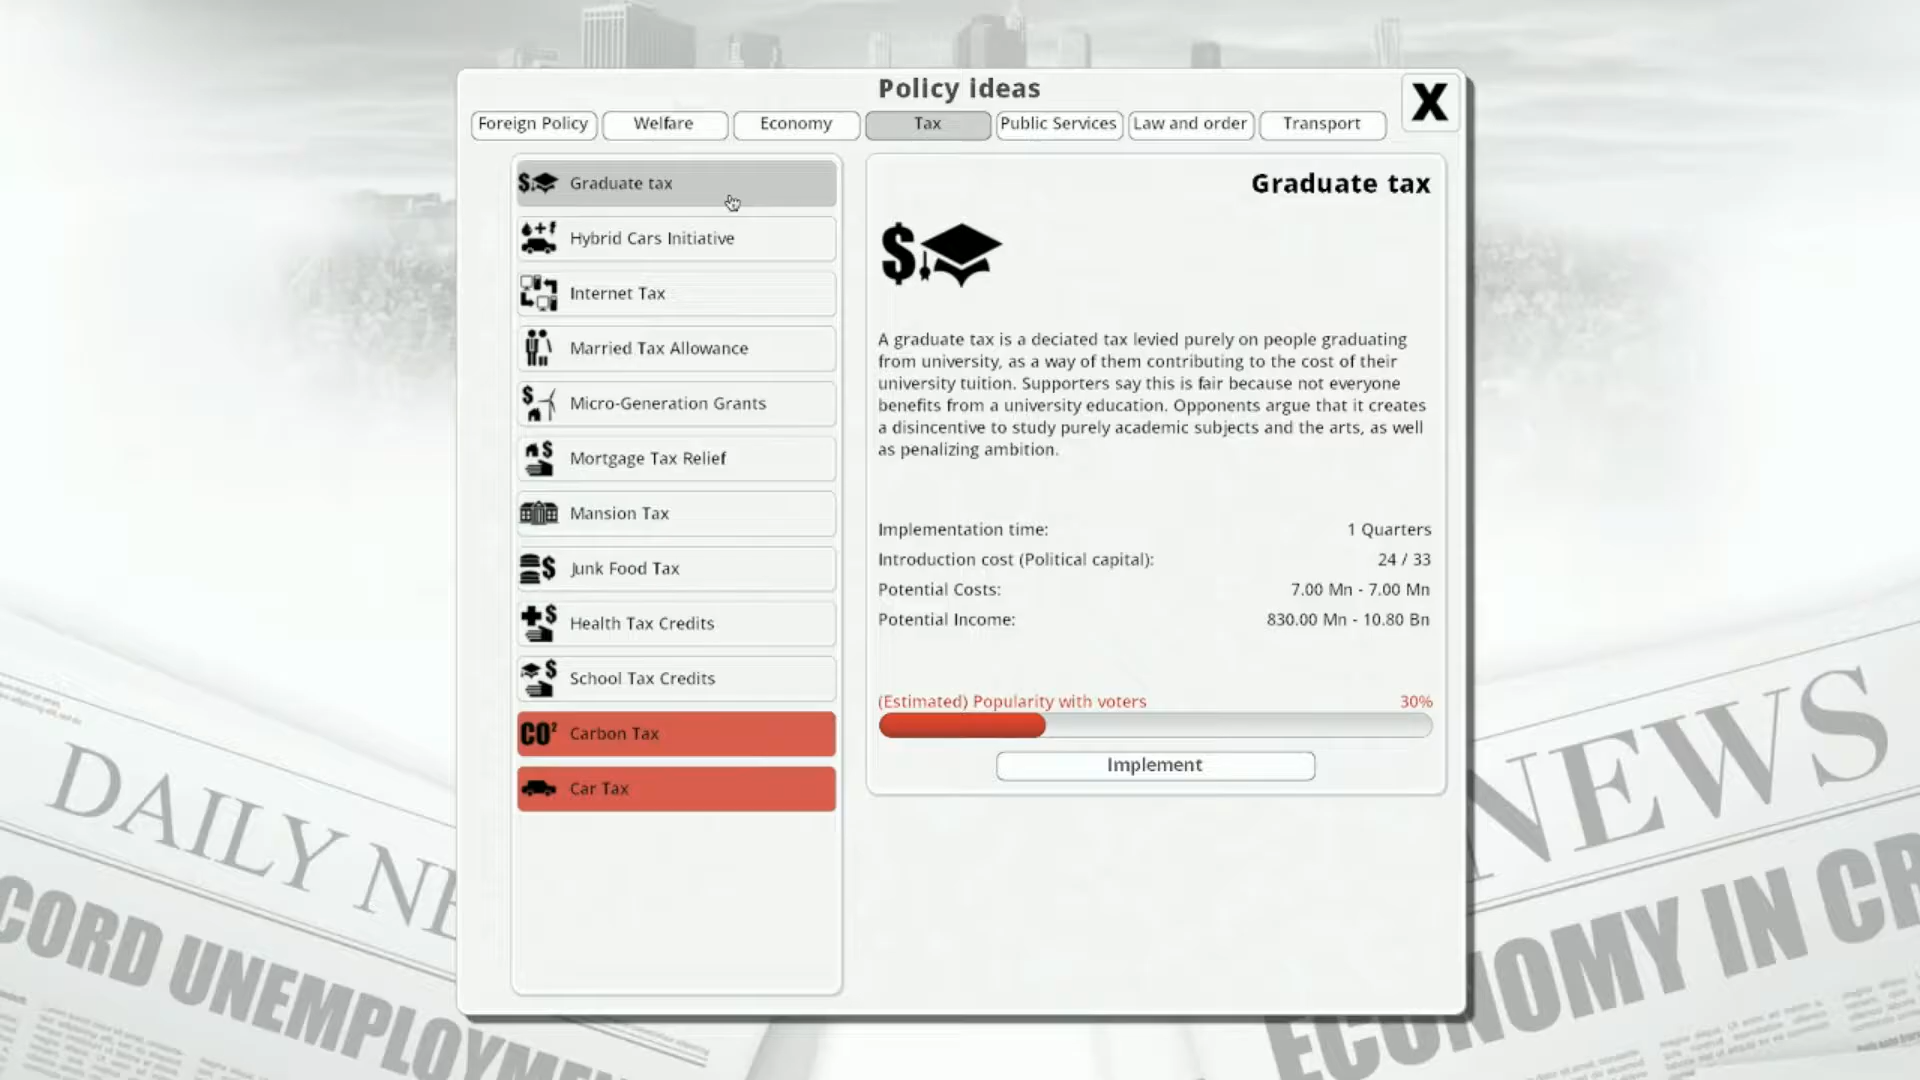 Policy ideas
X
Foreign Policy
Welfare
Economy
Tax
Public Services
Law and order
Transport
Graduate tax
Hybrid Cars Initiative
Internet Tax
Married Tax Allowance
Micro-Generation Grants
Mortgage Tax Relief
Mansion Tax
Junk Food Tax
Health Tax Credits
School Tax Credits
CO² Carbon Tax
Car Tax
Graduate tax
A graduate tax is a deciated tax levied purely on people graduating
from university, as a way of them contributing to the cost of their
university tuition. Supporters say this is fair because not everyone
benefits from a university education. Opponents argue that it creates
a disincentive to study purely academic subjects and the arts, as well
as penalizing ambition.
Implementation time: 1 Quarters
Introduction cost (Political capital): 24 / 33
Potential Costs: 7.00 Mn - 7.00 Mn
Potential Income: 830.00 Mn - 10.80 Bn
(Estimated) Popularity with voters 30%
Implement
DAILY NE
CORD UNEMPLOYMEN
NEWS
ECONOMY IN CR